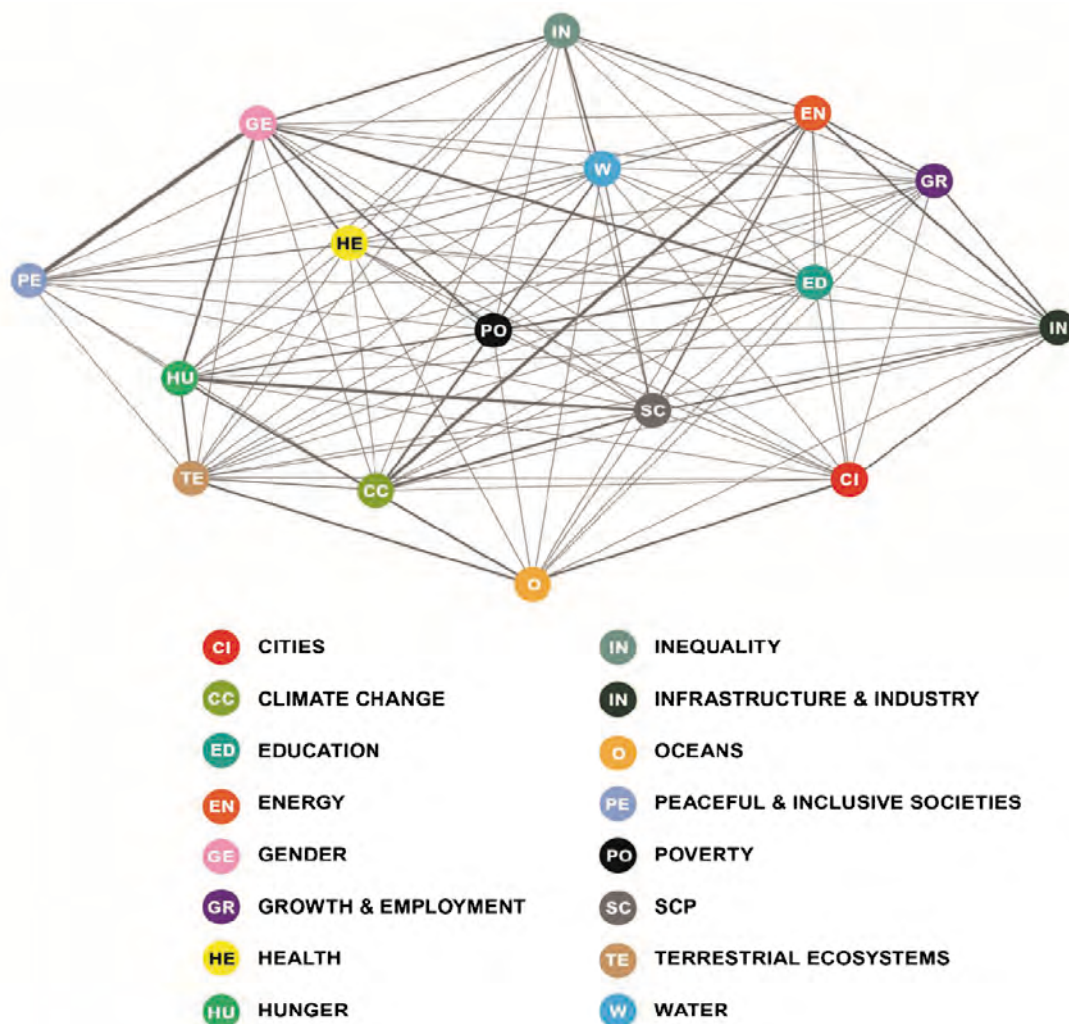 IN
GE
EN
W
GR
HE
PE
ED
PO
IN
HU
SC
TE
CC
CI
O
CI CITIES
CC CLIMATE CHANGE
ED EDUCATION
EN ENERGY
GE GENDER
GR GROWTH & EMPLOYMENT
HE HEALTH
HU HUNGER
IN INEQUALITY
IN INFRASTRUCTURE & INDUSTRY
O OCEANS
PE PEACEFUL & INCLUSIVE SOCIETIES
PO POVERTY
SC SCP
TE TERRESTRIAL ECOSYSTEMS
W WATER